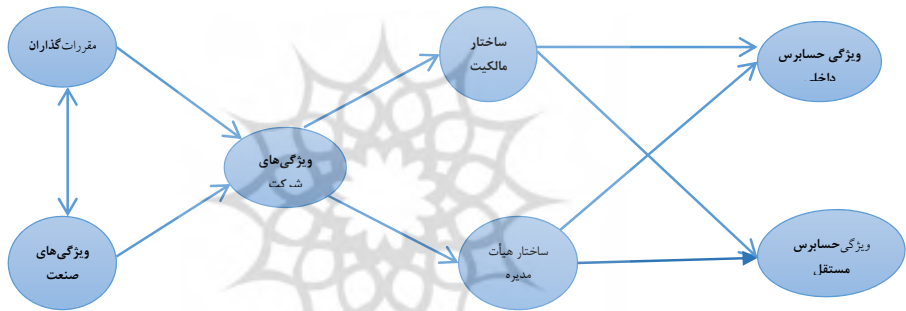 مقررات‌گذاران
ساختار
مالکیت
ویژگی حسابرس
داخلی
ویژگی‌های
شرکت
ویژگی‌های
صنعت
ساختار هیأت
مدیره
ویژگی‌حسابرس
مستقل